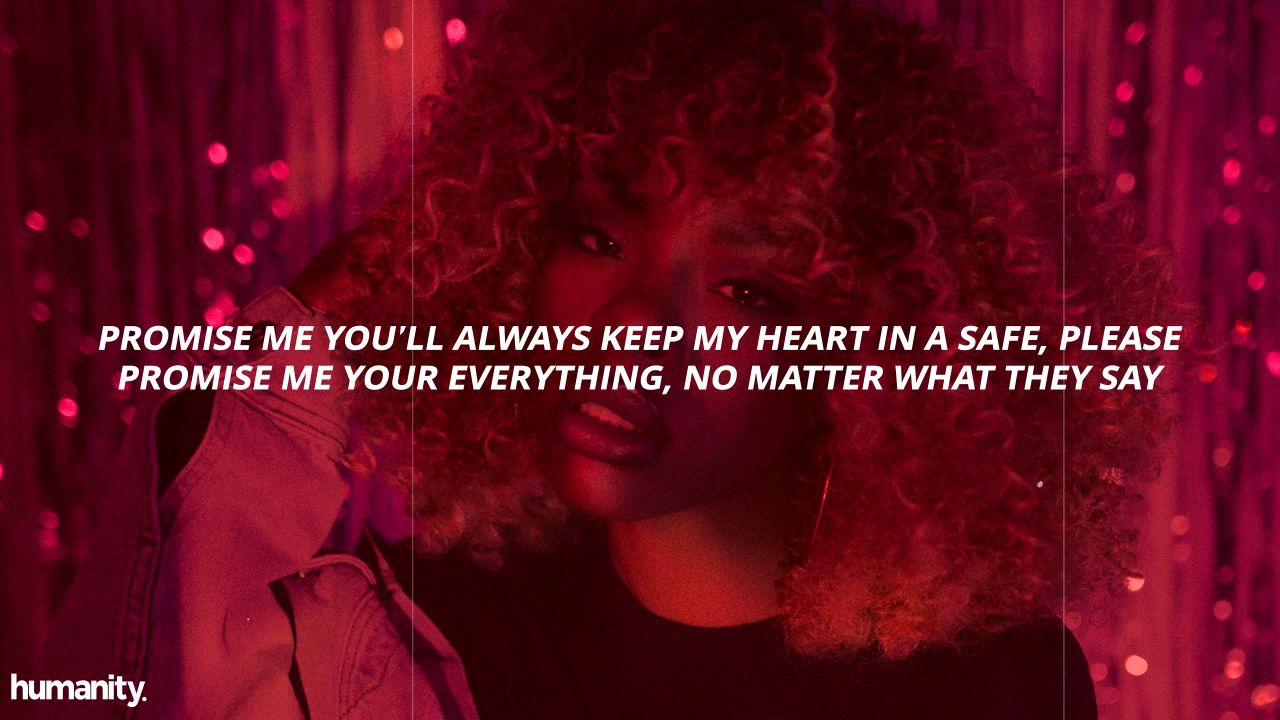 PROMISE ME YOU'LL ALWAYS KEEP MY HEART IN A SAFE, PLEASE
PROMISE ME YOUR EVERYTHING, NO MATTER WHAT THEY SAY
humanity.